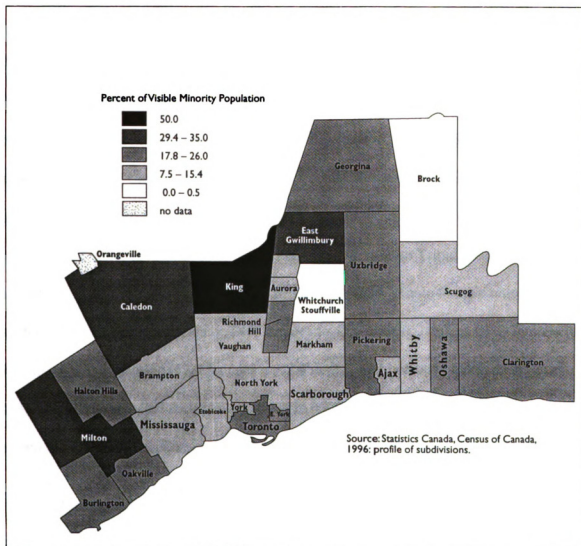 Percent of Visible Minority Population
50.0
29.4 – 35.0
17.8 – 26.0
7.5 – 15.4
0.0 – 0.5
no data
Georgina
Brock
Orangeville
East
Gwillimbury
Uxbridge
King
Aurora
Scugog
Caledon
Whitchurch
Stouffville
Richmond
Hill
Vaughan
Markham
Pickering
Whitby
Oshawa
Clarington
Ajax
Brampton
Halton Hills
North York
Scarborough
Etobicoke
York
E. York
Mississauga
Toronto
Milton
Oakville
Burlington
Source: Statistics Canada, Census of Canada,
1996: profile of subdivisions.